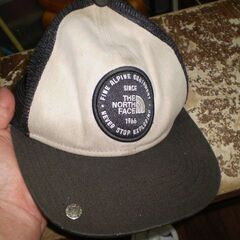 FINE ALPINE EQUIPMENT
SINCE
THE
NORTH
FACE
1966
NEVER STOP EXPLORING